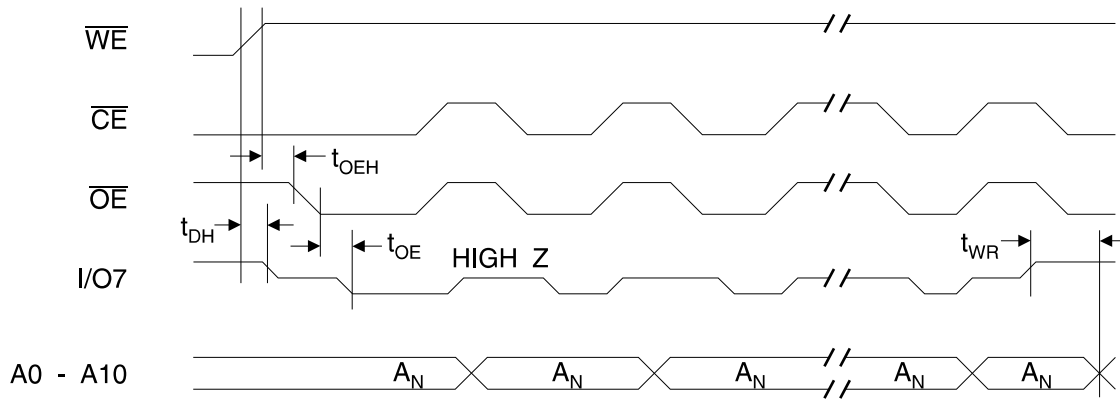 WE
CE
tOEH
OE
tDH
tOE
HIGH Z
tWR
I/O7
A0 - A10
AN AN AN AN AN